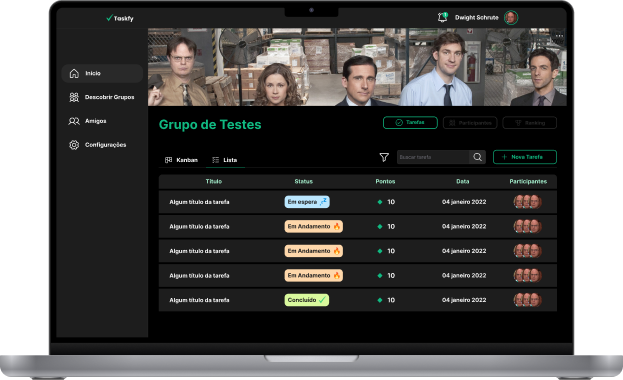 Taskfy
1
Dwight Schrute
Início
Descobrir Grupos
Amigos
Configurações
Grupo de Testes
Tarefas
Participantes
Ranking
Kanban
Lista
Buscar tarefa
+ Nova Tarefa
Título Status Pontos Data Participantes
Algum título da tarefa Em espera 💤 10 04 janeiro 2022
Algum título da tarefa Em Andamento 🔥 10 04 janeiro 2022
Algum título da tarefa Em Andamento 🔥 10 04 janeiro 2022
Algum título da tarefa Em Andamento 🔥 10 04 janeiro 2022
Algum título da tarefa Concluído ✓ 10 04 janeiro 2022